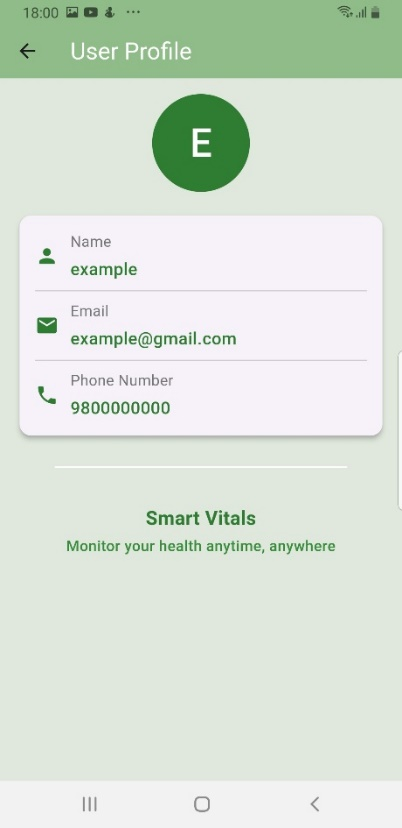 18:00
User Profile
E
Name
example
Email
example@gmail.com
Phone Number
9800000000
Smart Vitals
Monitor your health anytime, anywhere